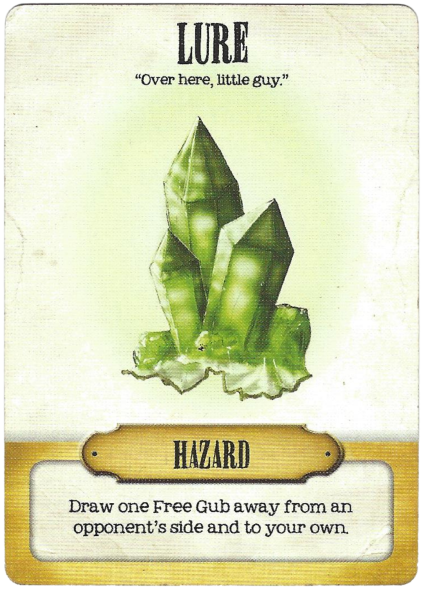 LURE
“Over here, little guy.”
HAZARD
Draw one Free Gub away from an
opponent’s side and to your own.